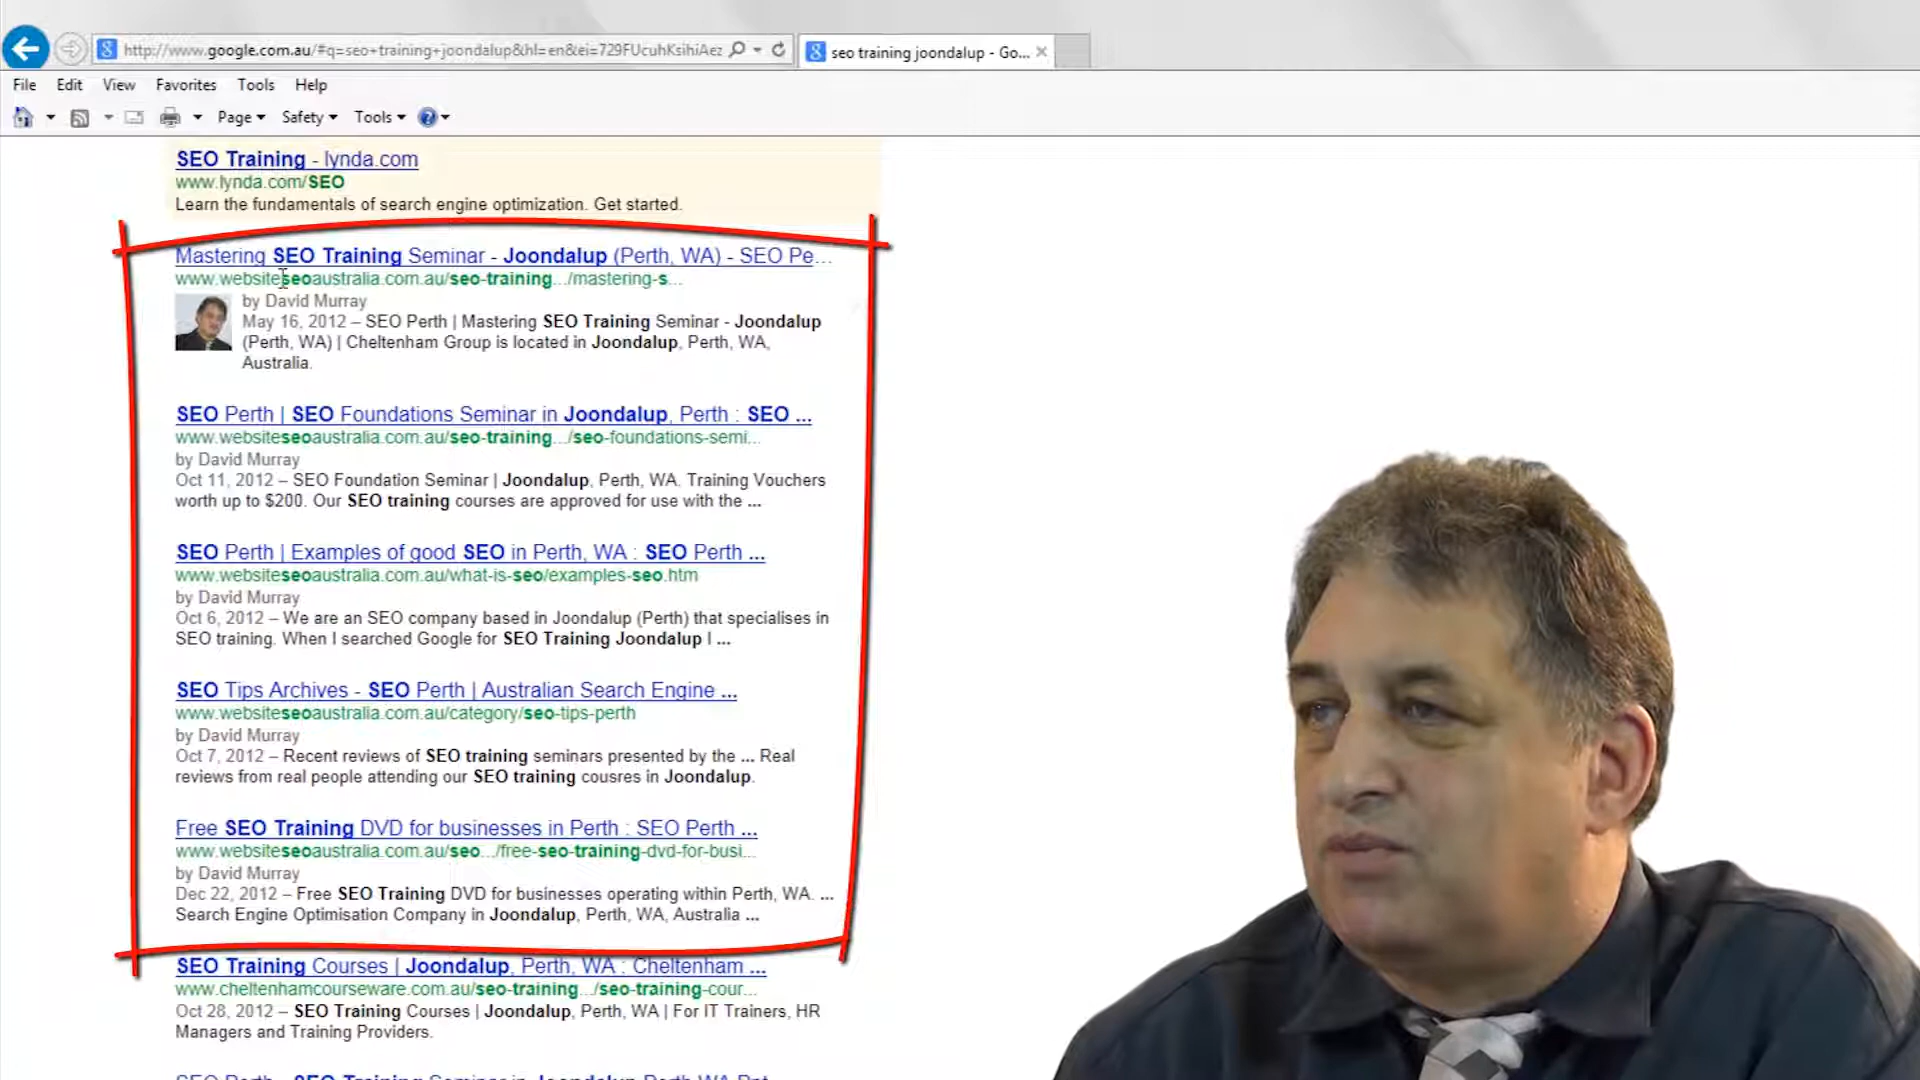 http://www.google.com.au/#q=seo+training+joondalup&hl=en&ei=729FUcuhKsihiAez
seo training joondalup - Go...
File Edit View Favorites Tools Help
Page Safety Tools
SEO Training - lynda.com
www.lynda.com/SEO
Learn the fundamentals of search engine optimization. Get started.
Mastering SEO Training Seminar - Joondalup (Perth, WA) - SEO Pe...
www.websiteseoaustralia.com.au/seo-training.../mastering-s...
by David Murray
May 16, 2012 – SEO Perth | Mastering SEO Training Seminar - Joondalup
(Perth, WA) | Cheltenham Group is located in Joondalup, Perth, WA,
Australia.
SEO Perth | SEO Foundations Seminar in Joondalup, Perth : SEO ...
www.websiteseoaustralia.com.au/seo-training.../seo-foundations-semi...
by David Murray
Oct 11, 2012 – SEO Foundation Seminar | Joondalup, Perth, WA. Training Vouchers
worth up to $200. Our SEO training courses are approved for use with the ...
SEO Perth | Examples of good SEO in Perth, WA : SEO Perth ...
www.websiteseoaustralia.com.au/what-is-seo/examples-seo.htm
by David Murray
Oct 6, 2012 – We are an SEO company based in Joondalup (Perth) that specialises in
SEO training. When I searched Google for SEO Training Joondalup I ...
SEO Tips Archives - SEO Perth | Australian Search Engine ...
www.websiteseoaustralia.com.au/category/seo-tips-perth
by David Murray
Oct 7, 2012 – Recent reviews of SEO training seminars presented by the ... Real
reviews from real people attending our SEO training cousres in Joondalup.
Free SEO Training DVD for businesses in Perth : SEO Perth ...
www.websiteseoaustralia.com.au/seo.../free-seo-training-dvd-for-busi...
by David Murray
Dec 22, 2012 – Free SEO Training DVD for businesses operating within Perth, WA. ...
Search Engine Optimisation Company in Joondalup, Perth, WA, Australia ...
SEO Training Courses | Joondalup, Perth, WA : Cheltenham ...
www.cheltenhamcourseware.com.au/seo-training.../seo-training-cour...
Oct 28, 2012 – SEO Training Courses | Joondalup, Perth, WA | For IT Trainers, HR
Managers and Training Providers.
SEO Perth - SEO Training Seminar in Joondalup Perth WA